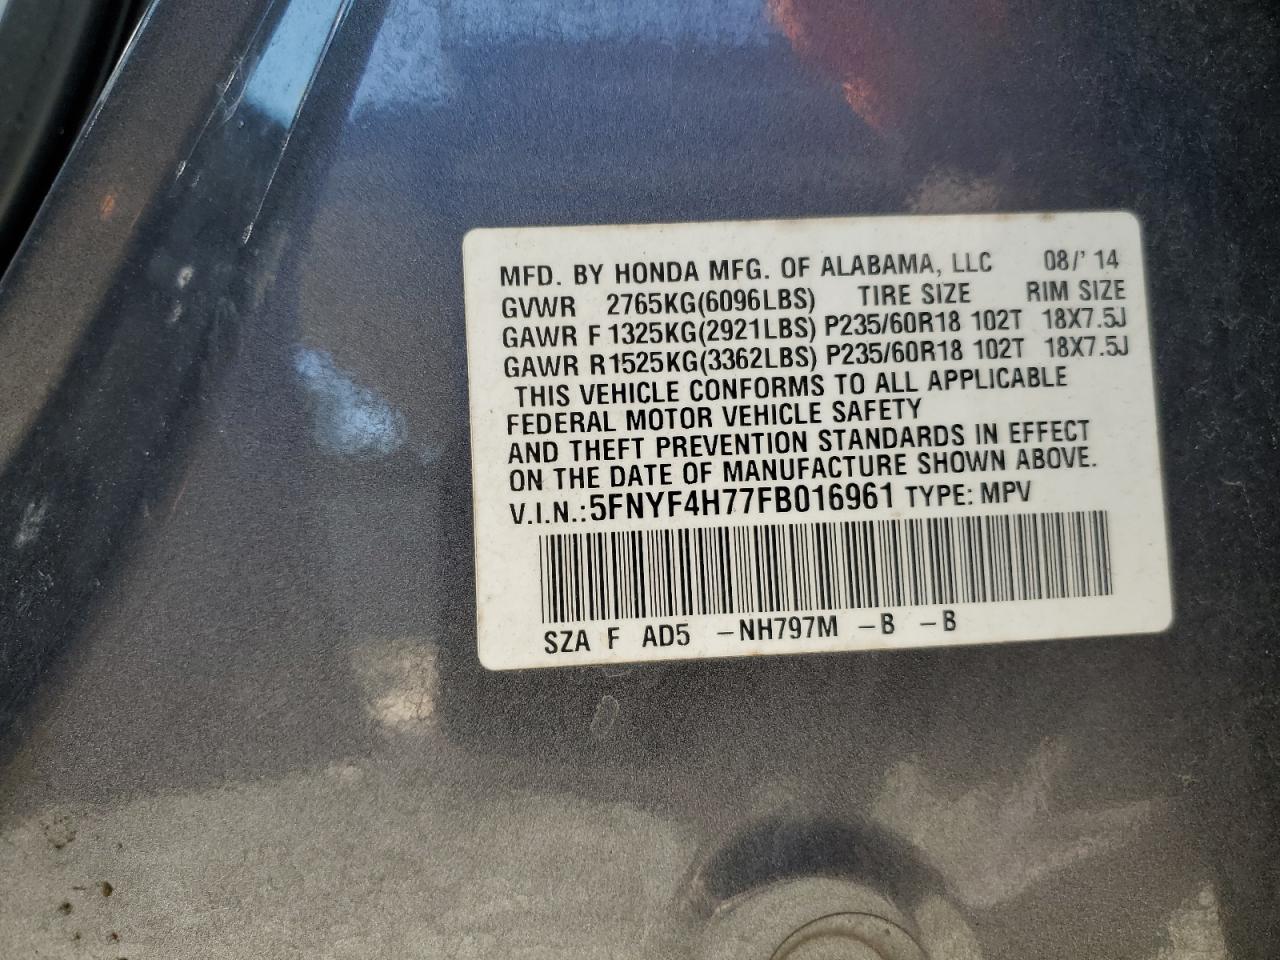 MFD. BY HONDA MFG. OF ALABAMA, LLC 08/' 14
GVWR 2765KG(6096LBS) TIRE SIZE RIM SIZE
GAWR F 1325KG(2921LBS) P235/60R18 102T 18X7.5J
GAWR R1525KG(3362LBS) P235/60R18 102T 18X7.5J
THIS VEHICLE CONFORMS TO ALL APPLICABLE
FEDERAL MOTOR VEHICLE SAFETY
AND THEFT PREVENTION STANDARDS IN EFFECT
ON THE DATE OF MANUFACTURE SHOWN ABOVE.
V.I.N.: 5FNYF4H77FB016961 TYPE: MPV
SZA F AD5 -NH797M -B -B